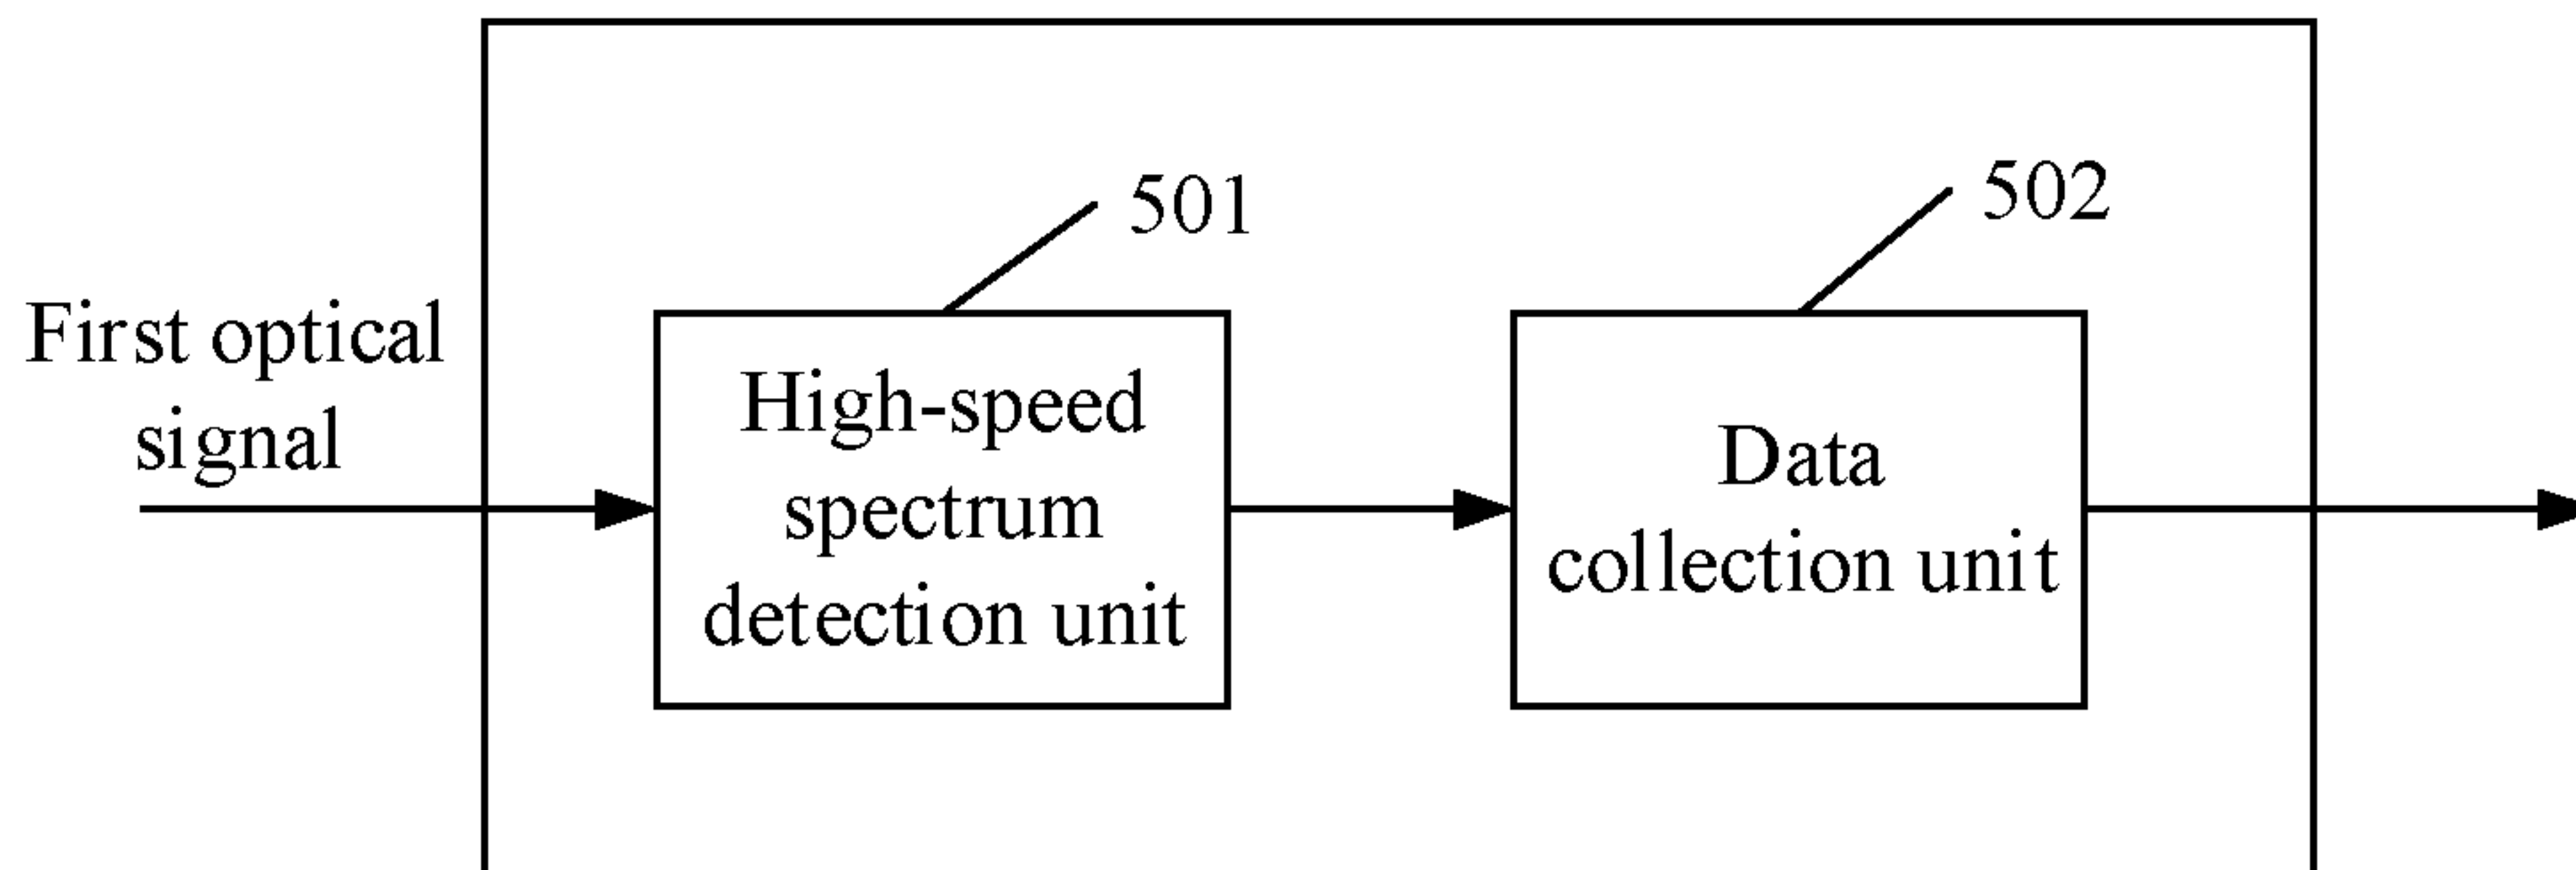 501
502
First optical
signal
High-speed
spectrum
detection unit
Data
collection unit